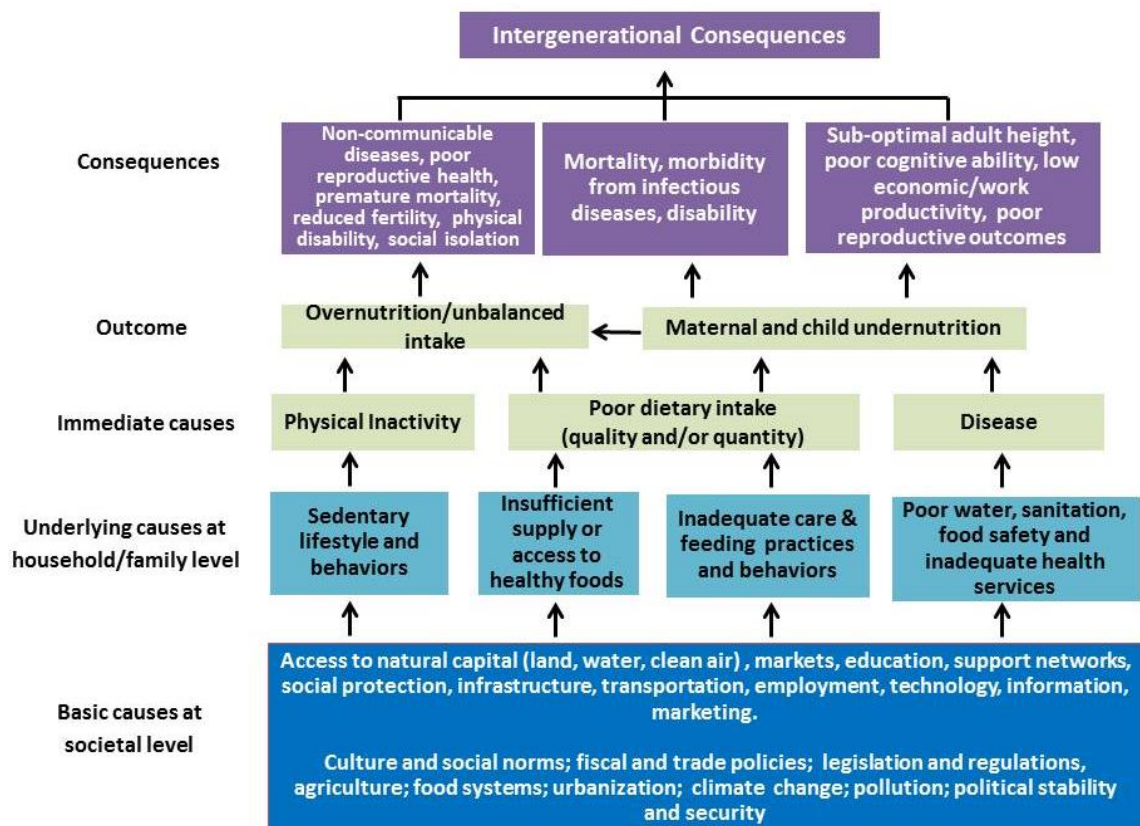 Intergenerational Consequences
Consequences
Non-communicable
diseases, poor
reproductive health,
premature mortality,
reduced fertility, physical
disability, social isolation
Mortality, morbidity
from infectious
diseases, disability
Sub-optimal adult height,
poor cognitive ability, low
economic/work
productivity, poor
reproductive outcomes
Outcome
Overnutrition/unbalanced
intake
Maternal and child undernutrition
Immediate causes
Physical Inactivity
Poor dietary intake
(quality and/or quantity)
Disease
Underlying causes at
household/family level
Sedentary
lifestyle and
behaviors
Insufficient
supply or
access to
healthy foods
Inadequate care &
feeding practices
and behaviors
Poor water, sanitation,
food safety and
inadequate health
services
Basic causes at
societal level
Access to natural capital (land, water, clean air) , markets, education, support networks,
social protection, infrastructure, transportation, employment, technology, information,
marketing.
Culture and social norms; fiscal and trade policies; legislation and regulations,
agriculture; food systems; urbanization; climate change; pollution; political stability
and security